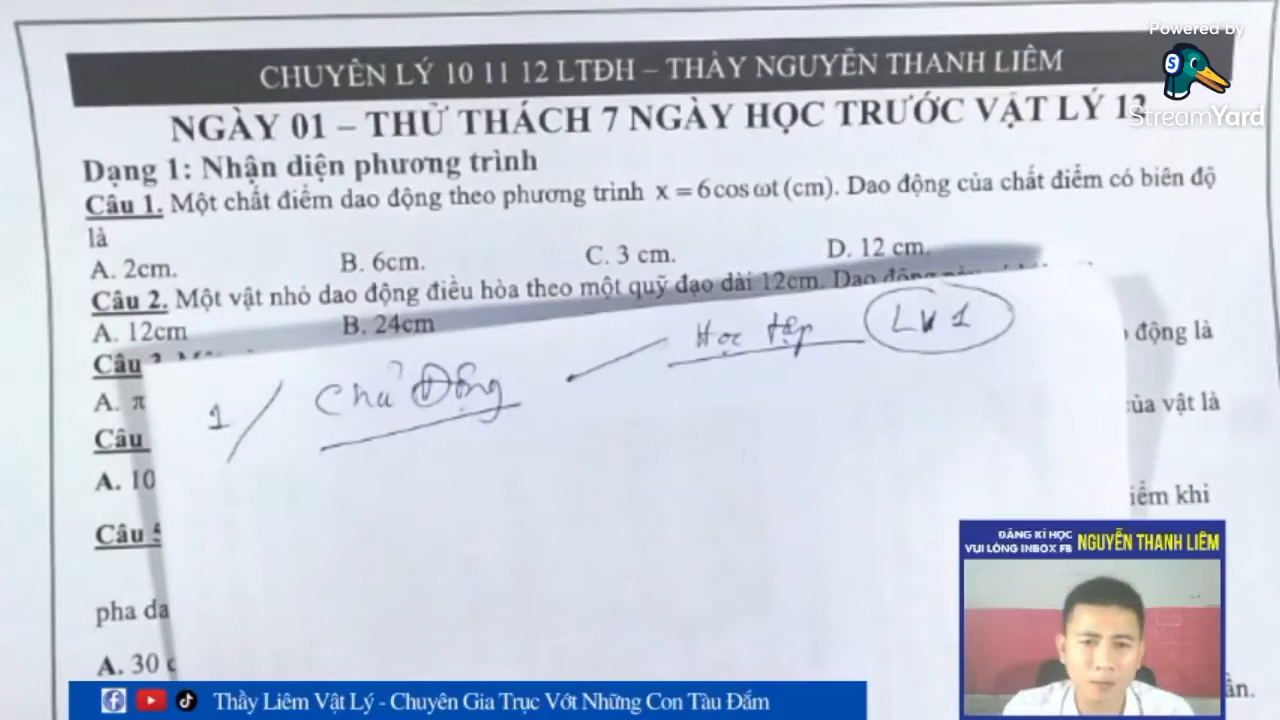 Powered by
StreamYard
CHUYÊN LÝ 10 11 12 LTĐH – THẦY NGUYỄN THANH LIÊM
NGÀY 01 – THỬ THÁCH 7 NGÀY HỌC TRƯỚC VẬT LÝ 12
Dạng 1: Nhận diện phương trình
Câu 1. Một chất điểm dao động theo phương trình x = 6cosωt(cm). Dao động của chất điểm có biên độ
là
A. 2cm. B. 6cm. C. 3 cm. D. 12 cm.
Câu 2. Một vật nhỏ dao động điều hòa theo một quỹ đạo dài 12cm. Dao động
A. 12cm B. 24cm
động là
Câu 3.
1/ Chủ Động Học tập LV 1
A. π
của vật là
Câu
A. 10
iểm khi
Câu 5
pha da
A. 30
ần.
ĐĂNG KÍ HỌC
VUI LÒNG INBOX FB NGUYỄN THANH LIÊM
Thầy Liêm Vật Lý - Chuyên Gia Trục Vớt Những Con Tàu Đắm